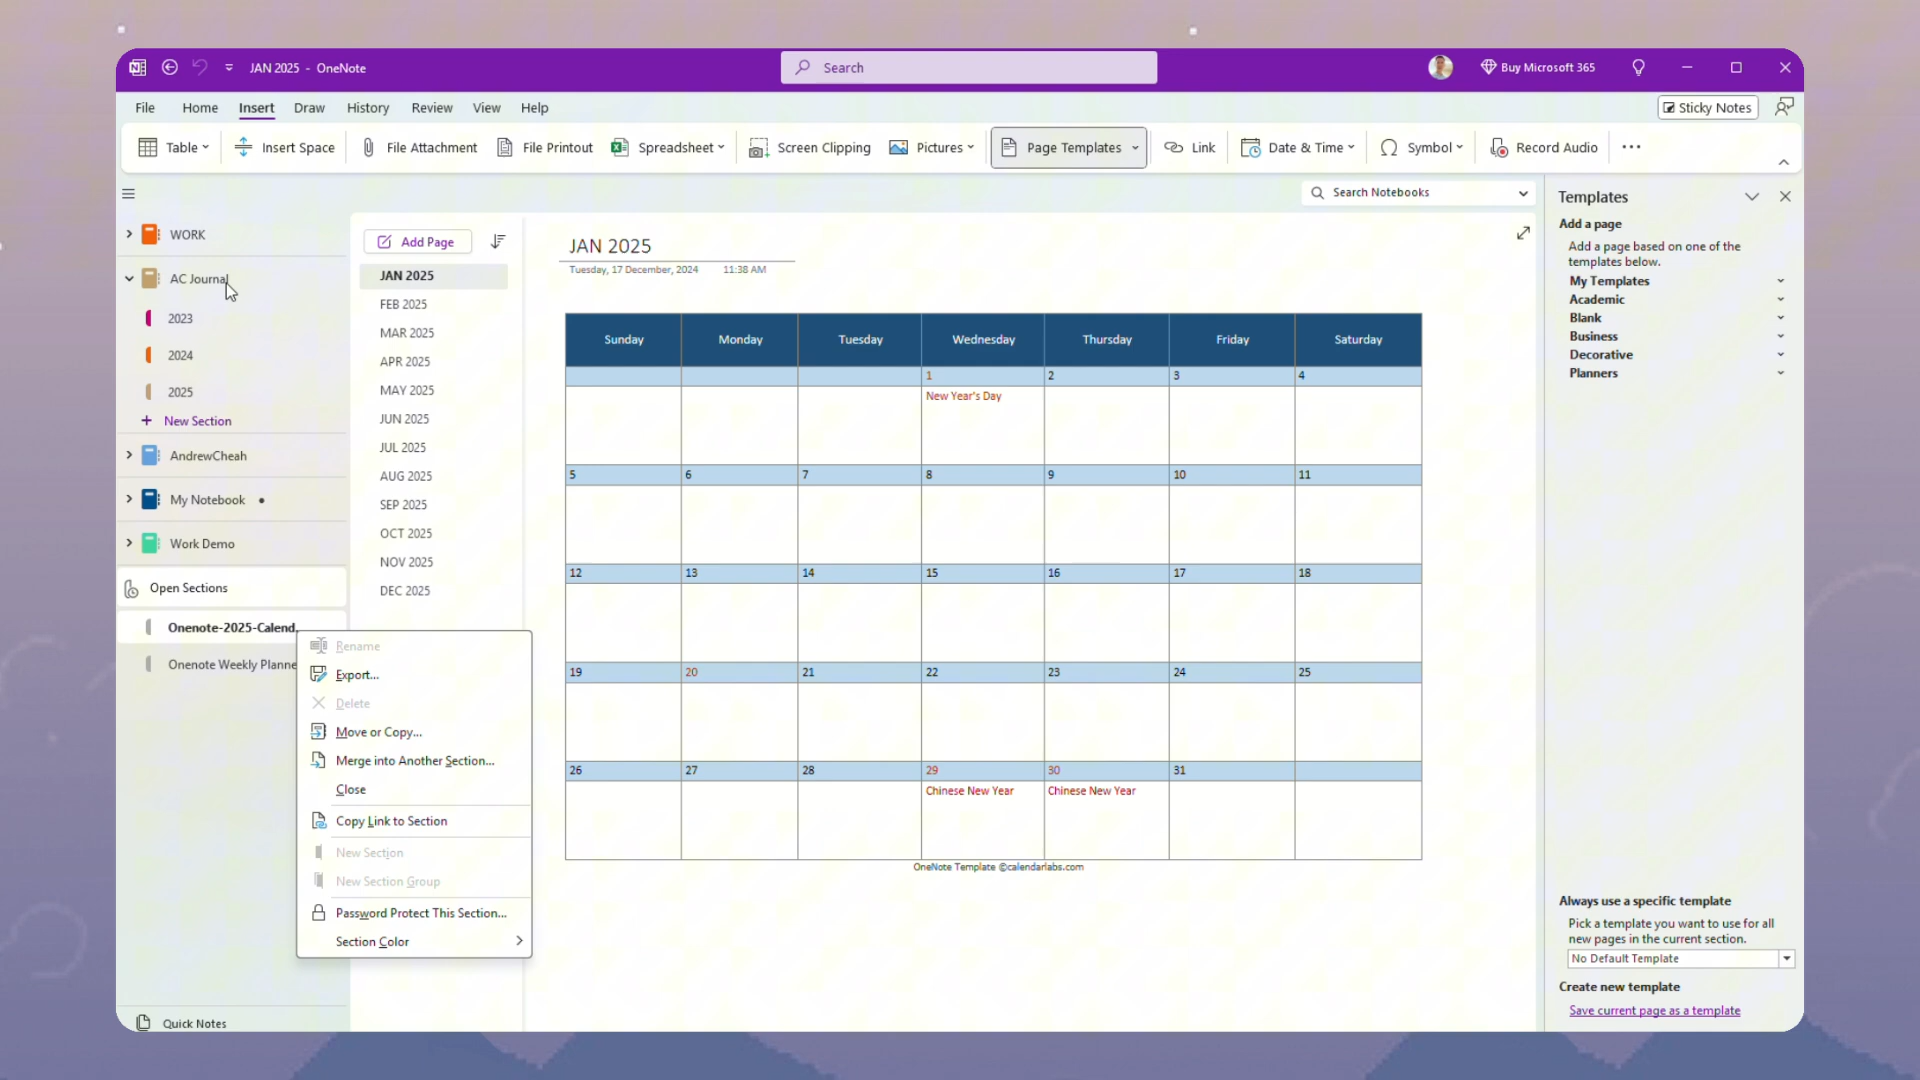 JAN 2025 - OneNote
Search
Buy Microsoft 365
File Home Insert Draw History Review View Help
Sticky Notes
Table Insert Space File Attachment File Printout Spreadsheet Screen Clipping Pictures Page Templates Link Date & Time Symbol Record Audio
Search Notebooks
WORK
AC Journal
2023
2024
2025
New Section
AndrewCheah
My Notebook
Work Demo
Open Sections
Onenote-2025-Calend.
Onenote Weekly Planne
Quick Notes
Add Page
JAN 2025
FEB 2025
MAR 2025
APR 2025
MAY 2025
JUN 2025
JUL 2025
AUG 2025
SEP 2025
OCT 2025
NOV 2025
DEC 2025
Rename
Export...
Delete
Move or Copy...
Merge into Another Section...
Close
Copy Link to Section
New Section
New Section Group
Password Protect This Section...
Section Color
JAN 2025
Tuesday, 17 December, 2024 11:38 AM
Sunday Monday Tuesday Wednesday Thursday Friday Saturday
1 2 3 4
New Year's Day
5 6 7 8 9 10 11
12 13 14 15 16 17 18
19 20 21 22 23 24 25
26 27 28 29 30 31
Chinese New Year Chinese New Year
OneNote Template ©calendarlabs.com
Templates
Add a page
Add a page based on one of the
templates below.
My Templates
Academic
Blank
Business
Decorative
Planners
Always use a specific template
Pick a template you want to use for all
new pages in the current section.
No Default Template
Create new template
Save current page as a template